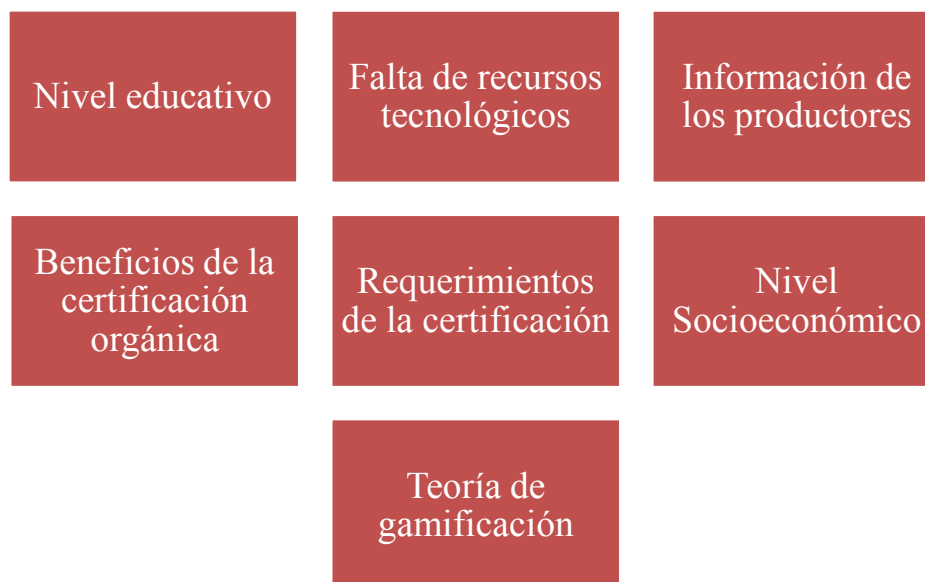 Nivel educativo
Falta de recursos
tecnológicos
Información de
los productores
Beneficios de la
certificación
orgánica
Requerimientos
de la certificación
Nivel
Socioeconómico
Teoría de
gamificación